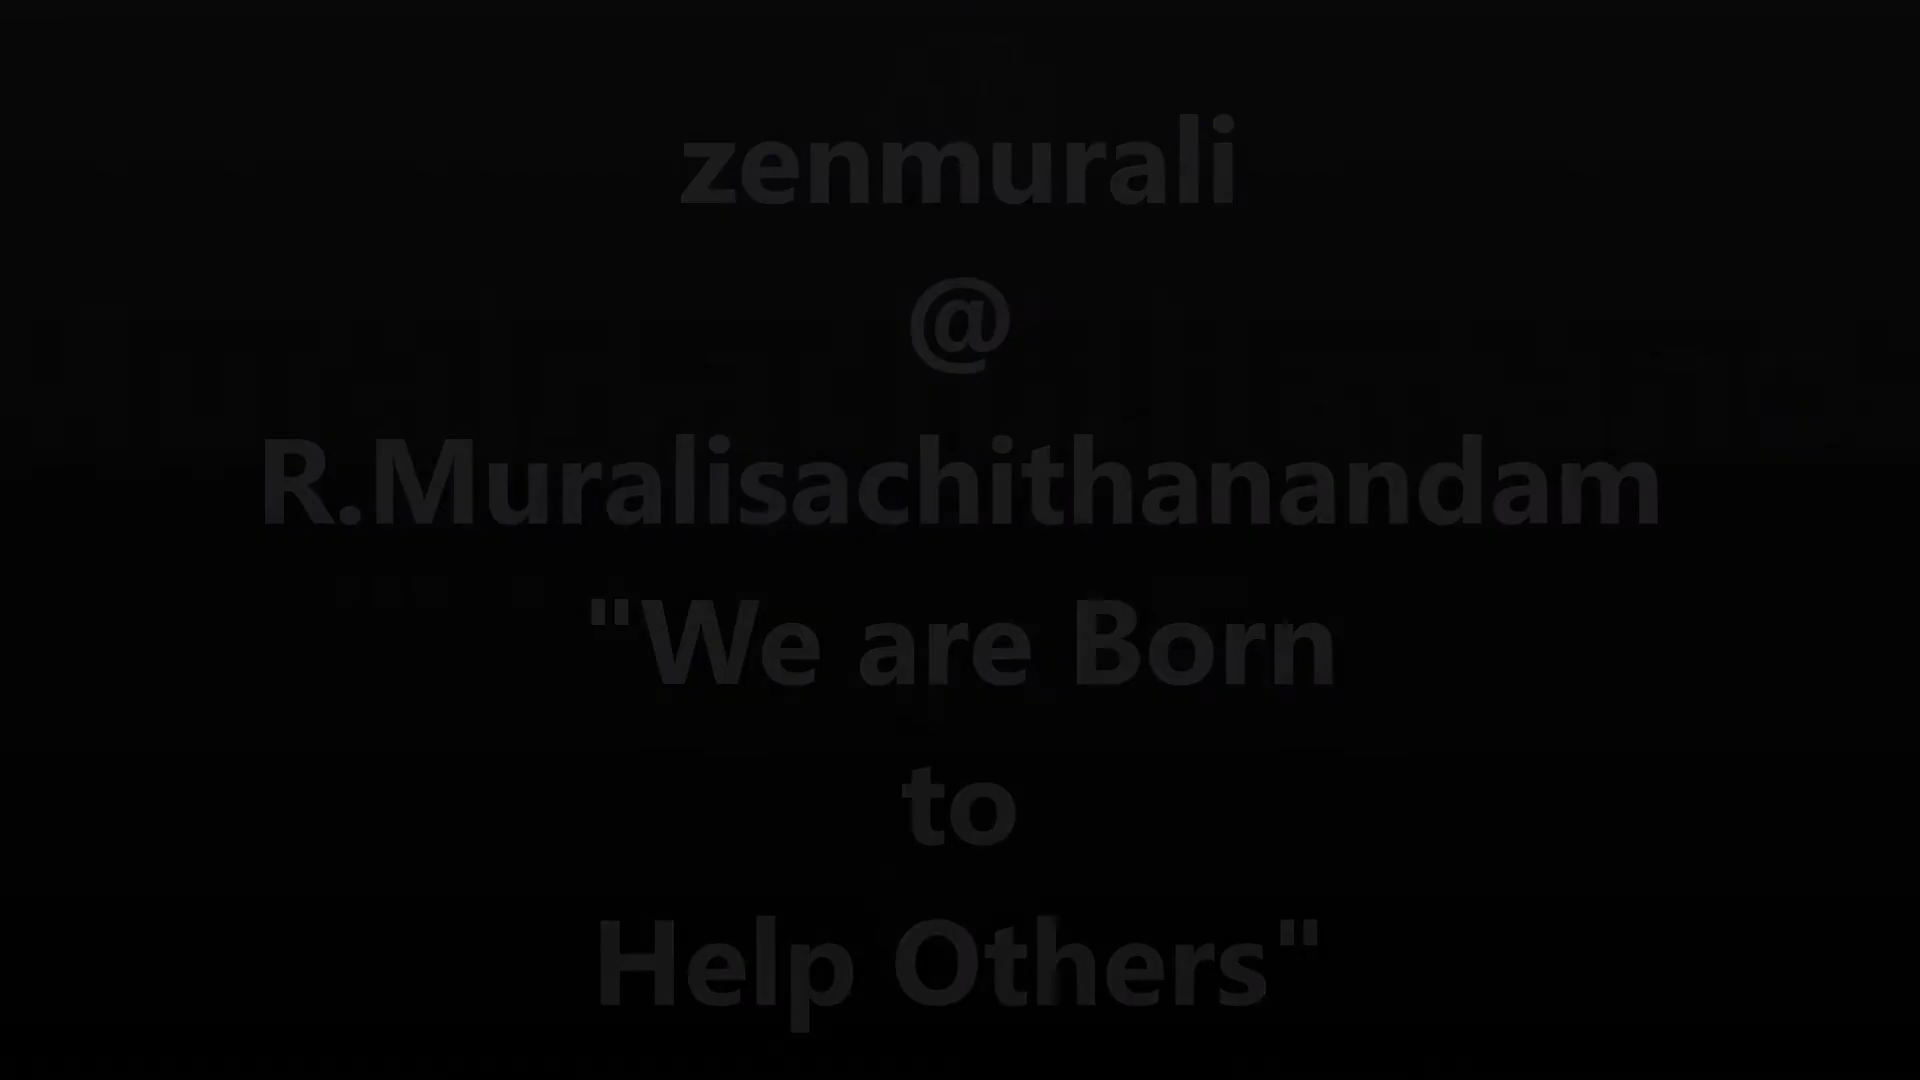 zenmurali
@
R.Muralisachithanandam
"We are Born
to
Help Others"